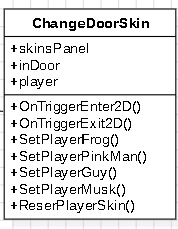 ChangeDoorSkin
+skinsPanel
+inDoor
+player
+OnTriggerEnter2D()
+OnTriggerExit2D()
+SetPlayerFrog()
+SetPlayerPinkMan()
+SetPlayerGuy()
+SetPlayerMusk()
+ReserPlayerSkin()